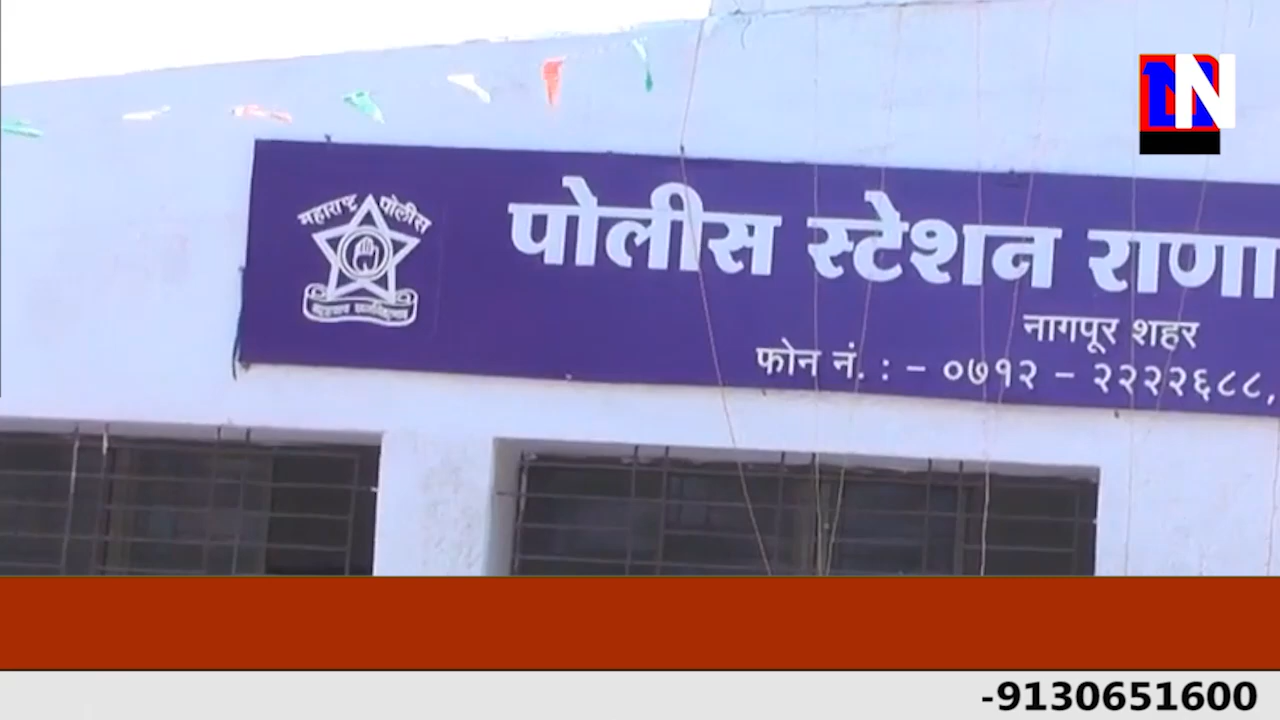 महाराष्ट्र पोलीस
पोलीस स्टेशन राणा
नागपूर शहर
फोन नं. : – ०७१२ – २२२२६८८,
-9130651600